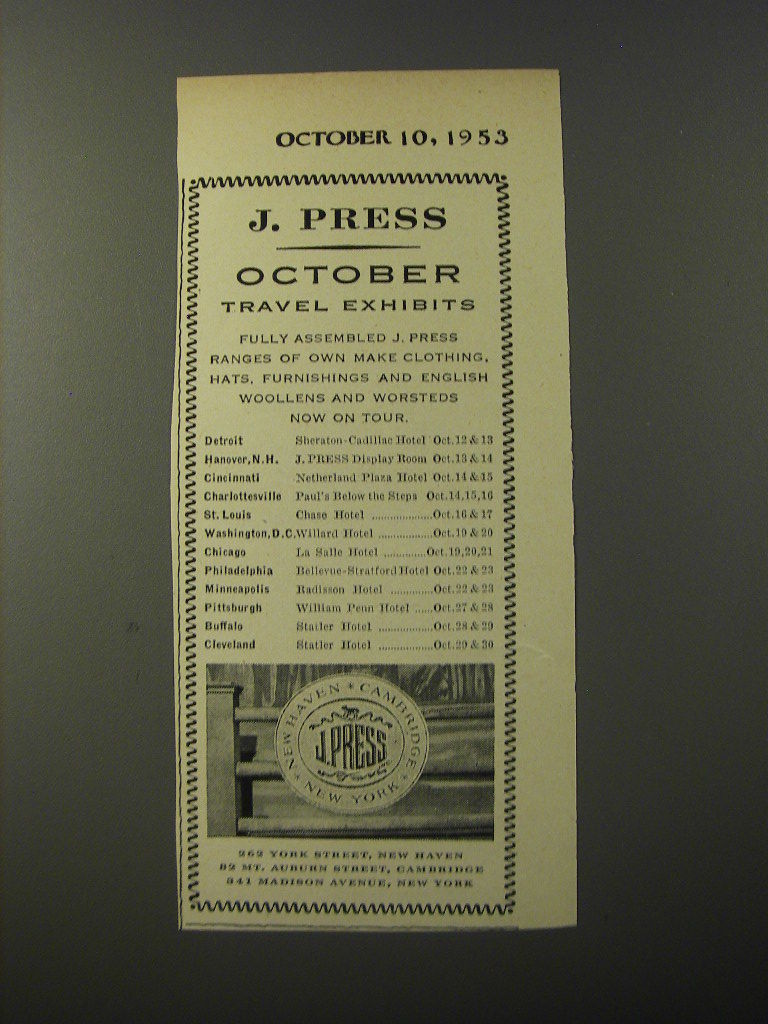 OCTOBER 10, 1953
J. PRESS
OCTOBER
TRAVEL EXHIBITS
FULLY ASSEMBLED J. PRESS
RANGES OF OWN MAKE CLOTHING,
HATS, FURNISHINGS AND ENGLISH
WOOLLENS AND WORSTEDS
NOW ON TOUR.
Detroit Sheraton-Cadillac Hotel Oct.12 & 13
Hanover, N.H. J. PRESS Display Room Oct.13 & 14
Cincinnati Netherland Plaza Hotel Oct.14 & 15
Charlottesville Paul's Below the Steps Oct.14,15,16
St. Louis Chase Hotel ..................Oct.16 & 17
Washington, D.C. Willard Hotel ................Oct.19 & 20
Chicago La Salle Hotel ............Oct.19,20,21
Philadelphia Bellevue-Stratford Hotel Oct.22 & 23
Minneapolis Radisson Hotel .............Oct.22 & 23
Pittsburgh William Penn Hotel ......Oct.27 & 28
Buffalo Statler Hotel ................Oct.28 & 29
Cleveland Statler Hotel ................Oct.29 & 30
NEW HAVEN * CAMBRIDGE * NEW YORK *
J. PRESS
262 YORK STREET, NEW HAVEN
82 MT. AUBURN STREET, CAMBRIDGE
341 MADISON AVENUE, NEW YORK